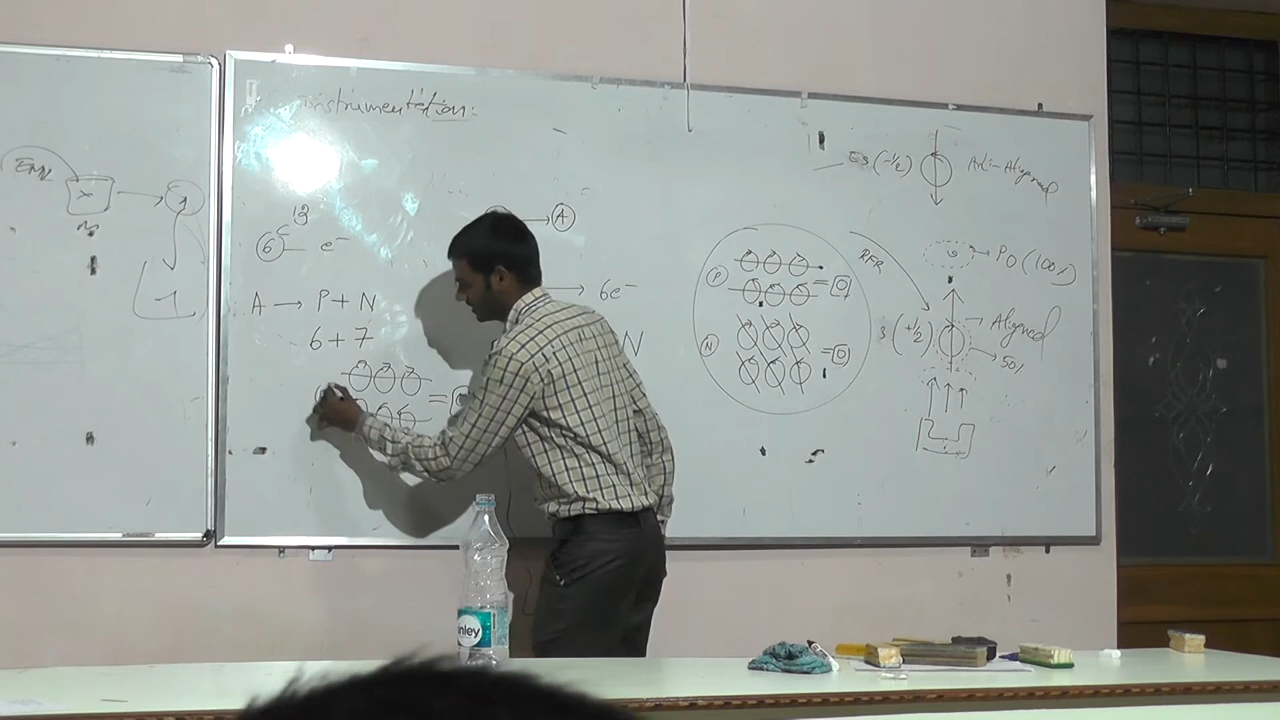 EMR
X
Instrumentation:
13
6 C e⁻
A
A → P + N
6 + 7
=
→ 6e⁻
N
P
= 0
N
= 0
RFR
(-1/2)
Anti-Aligned
PO (100%)
(+1/2)
Aligned
50%